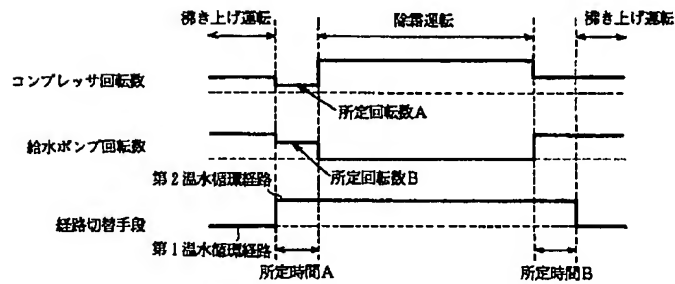 沸き上げ運転
除霜運転
沸き上げ運転
コンプレッサ回転数
所定回転数A
給水ポンプ回転数
所定回転数B
第2温水循環経路
経路切替手段
第1温水循環経路
所定時間A
所定時間B